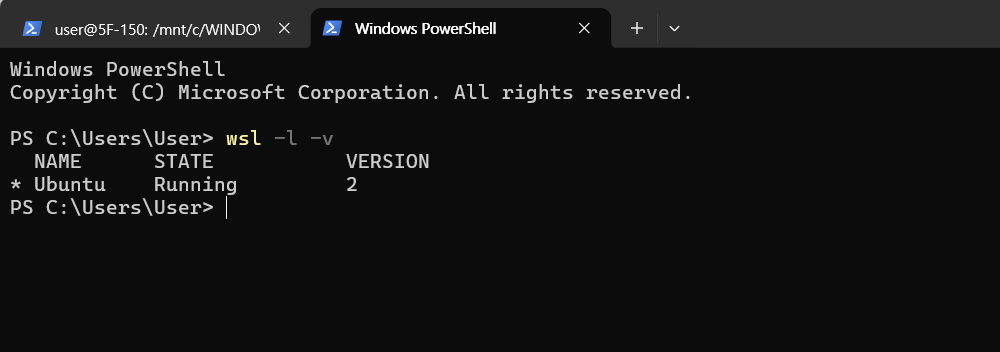 user@5F-150: /mnt/c/WINDOW
Windows PowerShell
Windows PowerShell
Copyright (C) Microsoft Corporation. All rights reserved.
PS C:\Users\User> wsl -l -v
NAME STATE VERSION
* Ubuntu Running 2
PS C:\Users\User>